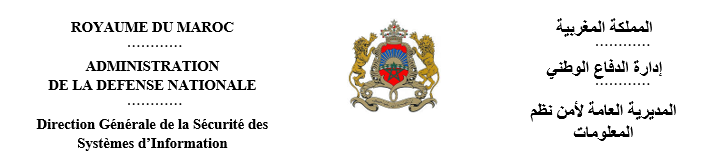 ROYAUME DU MAROC
............
ADMINISTRATION
DE LA DEFENSE NATIONALE
............
Direction Générale de la Sécurité des
Systèmes d’Information
المملكة المغربية
............
إدارة الدفاع الوطني
............
المديرية العامة لأمن نظم
المعلومات